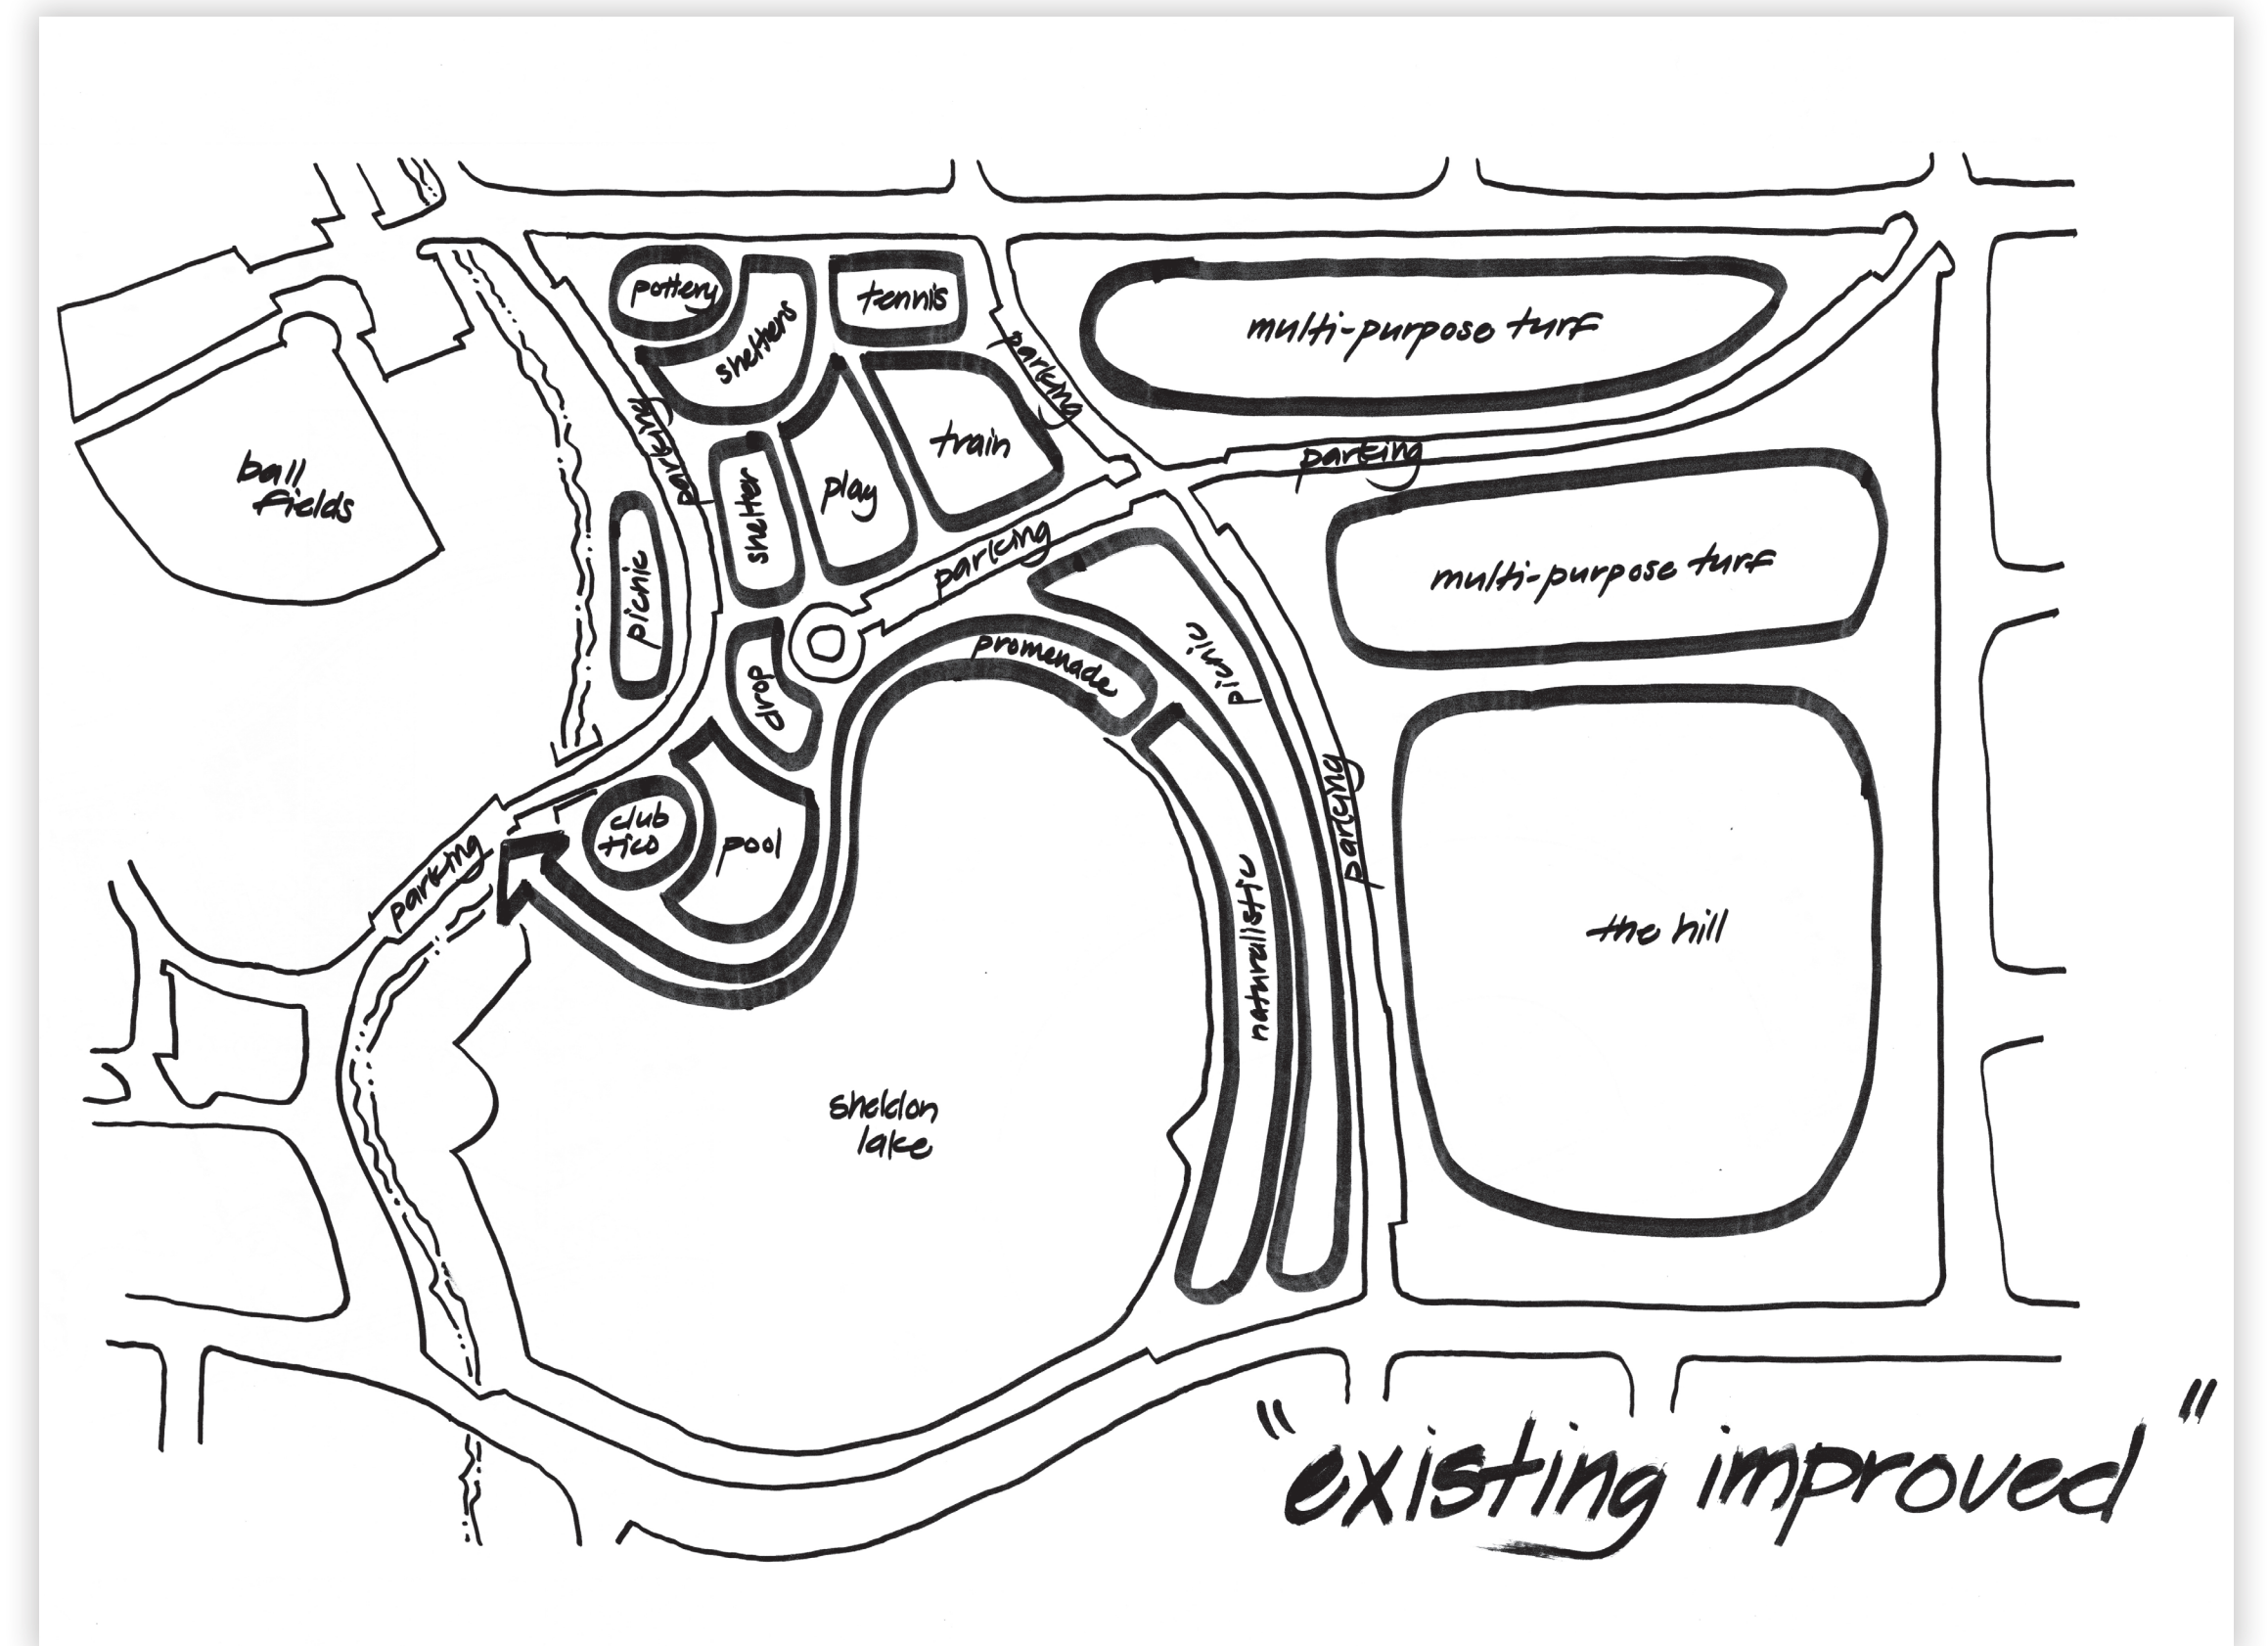 pottery
shelters
tennis
multi-purpose turf
parking
parking
train
ball
fields
play
shelter
parking
parking
multi-purpose turf
picnic
promenade
picnic
drop
club
tico
pool
parking
parking
the hill
naturalistic
sheldon
lake
"existing improved"